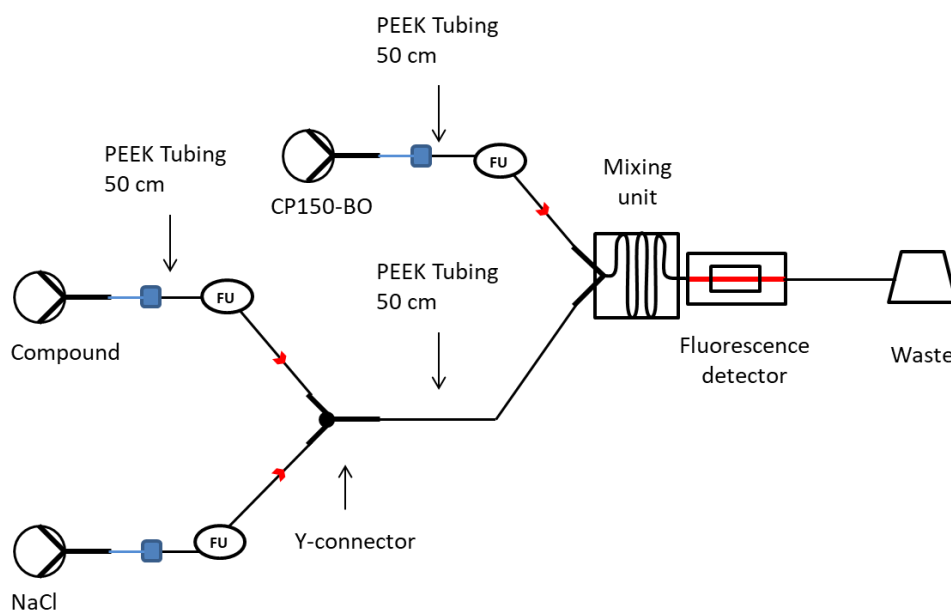 PEEK Tubing
50 cm
PEEK Tubing
50 cm
FU
CP150-BO
Mixing
unit
PEEK Tubing
50 cm
FU
Compound
Fluorescence
detector
Waste
Y-connector
FU
NaCl